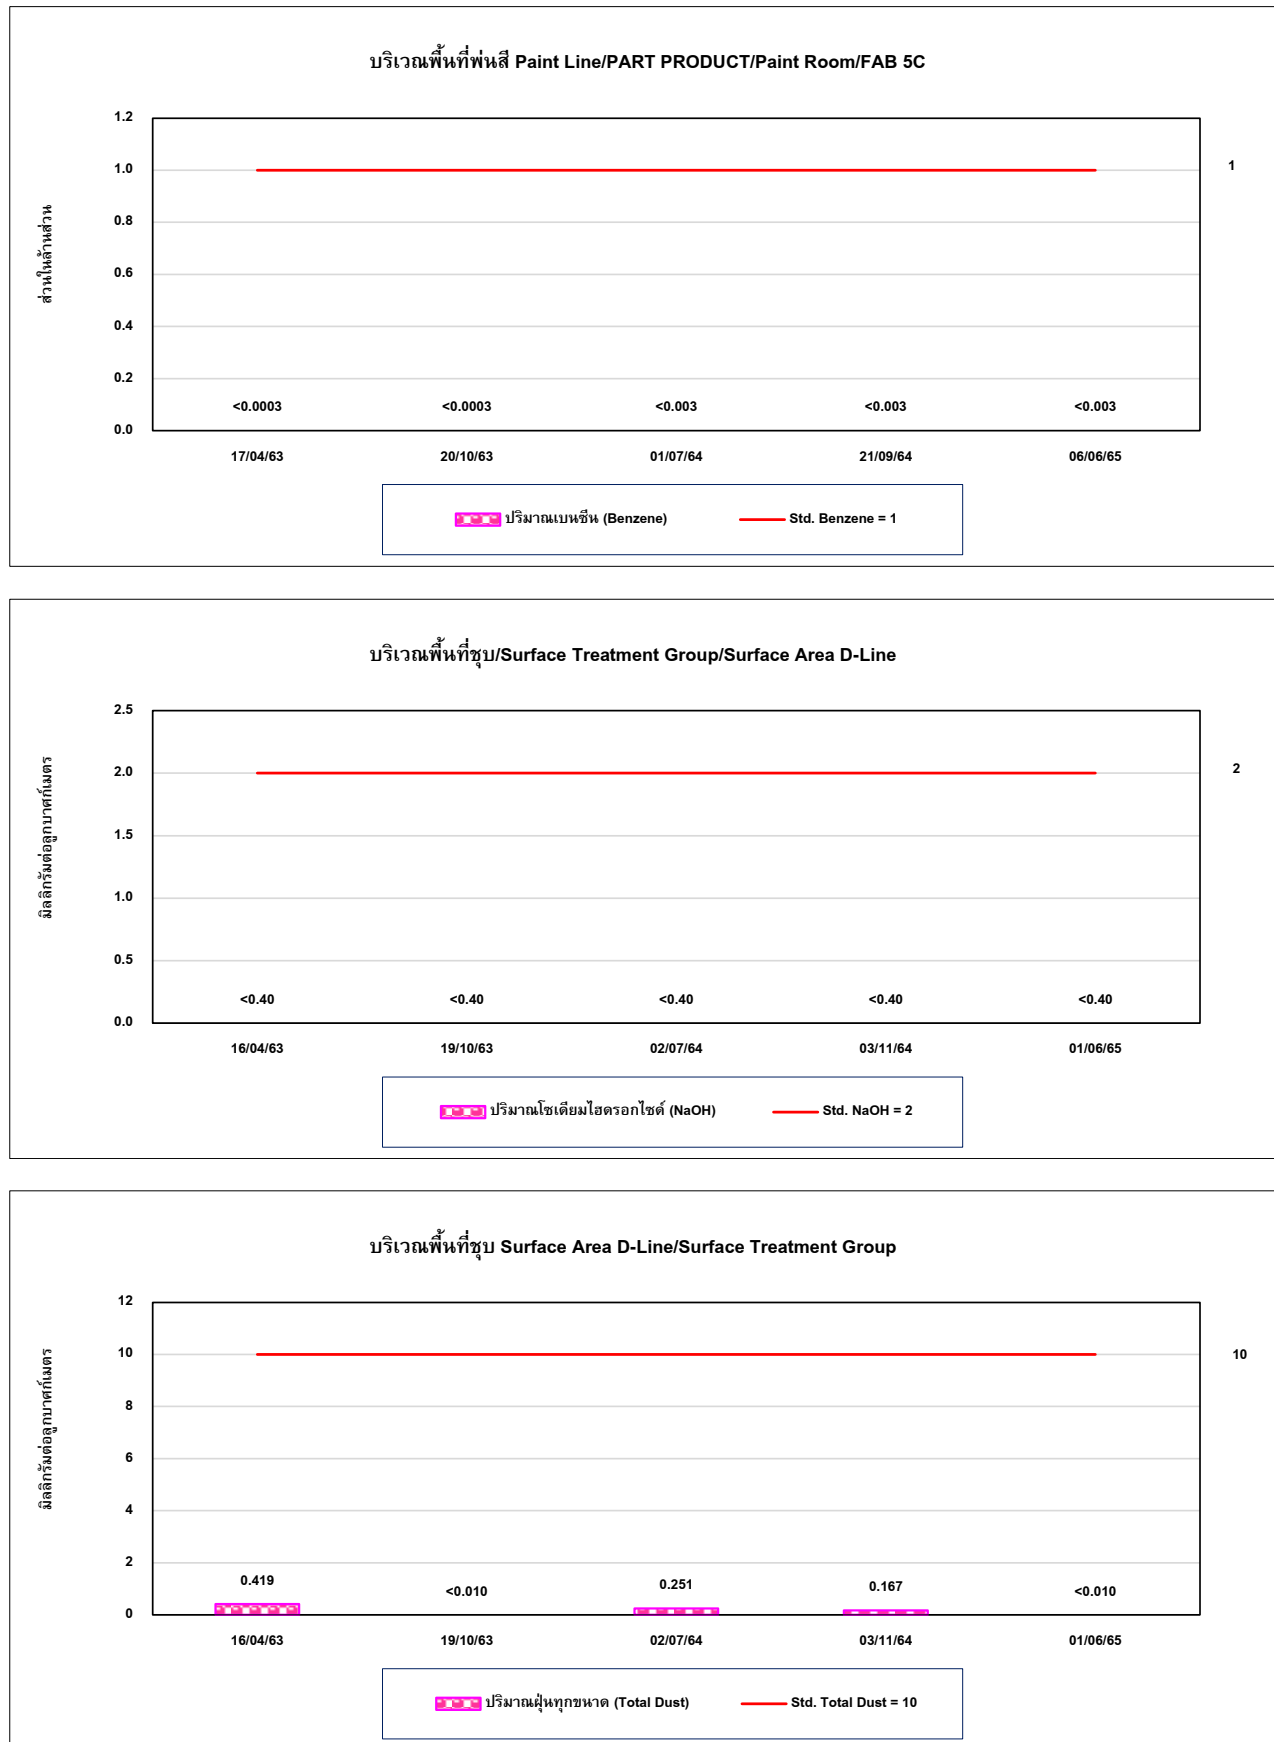 บริเวณพื้นที่พ่นสี Paint Line/PART PRODUCT/Paint Room/FAB 5C
1.2
1.0
0.8
0.6
0.4
0.2
0.0
ส่วนในล้านส่วน
1
<0.0003 <0.0003 <0.003 <0.003 <0.003
17/04/63 20/10/63 01/07/64 21/09/64 06/06/65
ปริมาณเบนซีน (Benzene) Std. Benzene = 1
บริเวณพื้นที่ชุบ/Surface Treatment Group/Surface Area D-Line
2.5
2.0
1.5
1.0
0.5
0.0
มิลลิกรัมต่อลูกบาศก์เมตร
2
<0.40 <0.40 <0.40 <0.40 <0.40
16/04/63 19/10/63 02/07/64 03/11/64 01/06/65
ปริมาณโซเดียมไฮดรอกไซด์ (NaOH) Std. NaOH = 2
บริเวณพื้นที่ชุบ Surface Area D-Line/Surface Treatment Group
12
10
8
6
4
2
0
มิลลิกรัมต่อลูกบาศก์เมตร
10
0.419 <0.010 0.251 0.167 <0.010
16/04/63 19/10/63 02/07/64 03/11/64 01/06/65
ปริมาณฝุ่นทุกขนาด (Total Dust) Std. Total Dust = 10